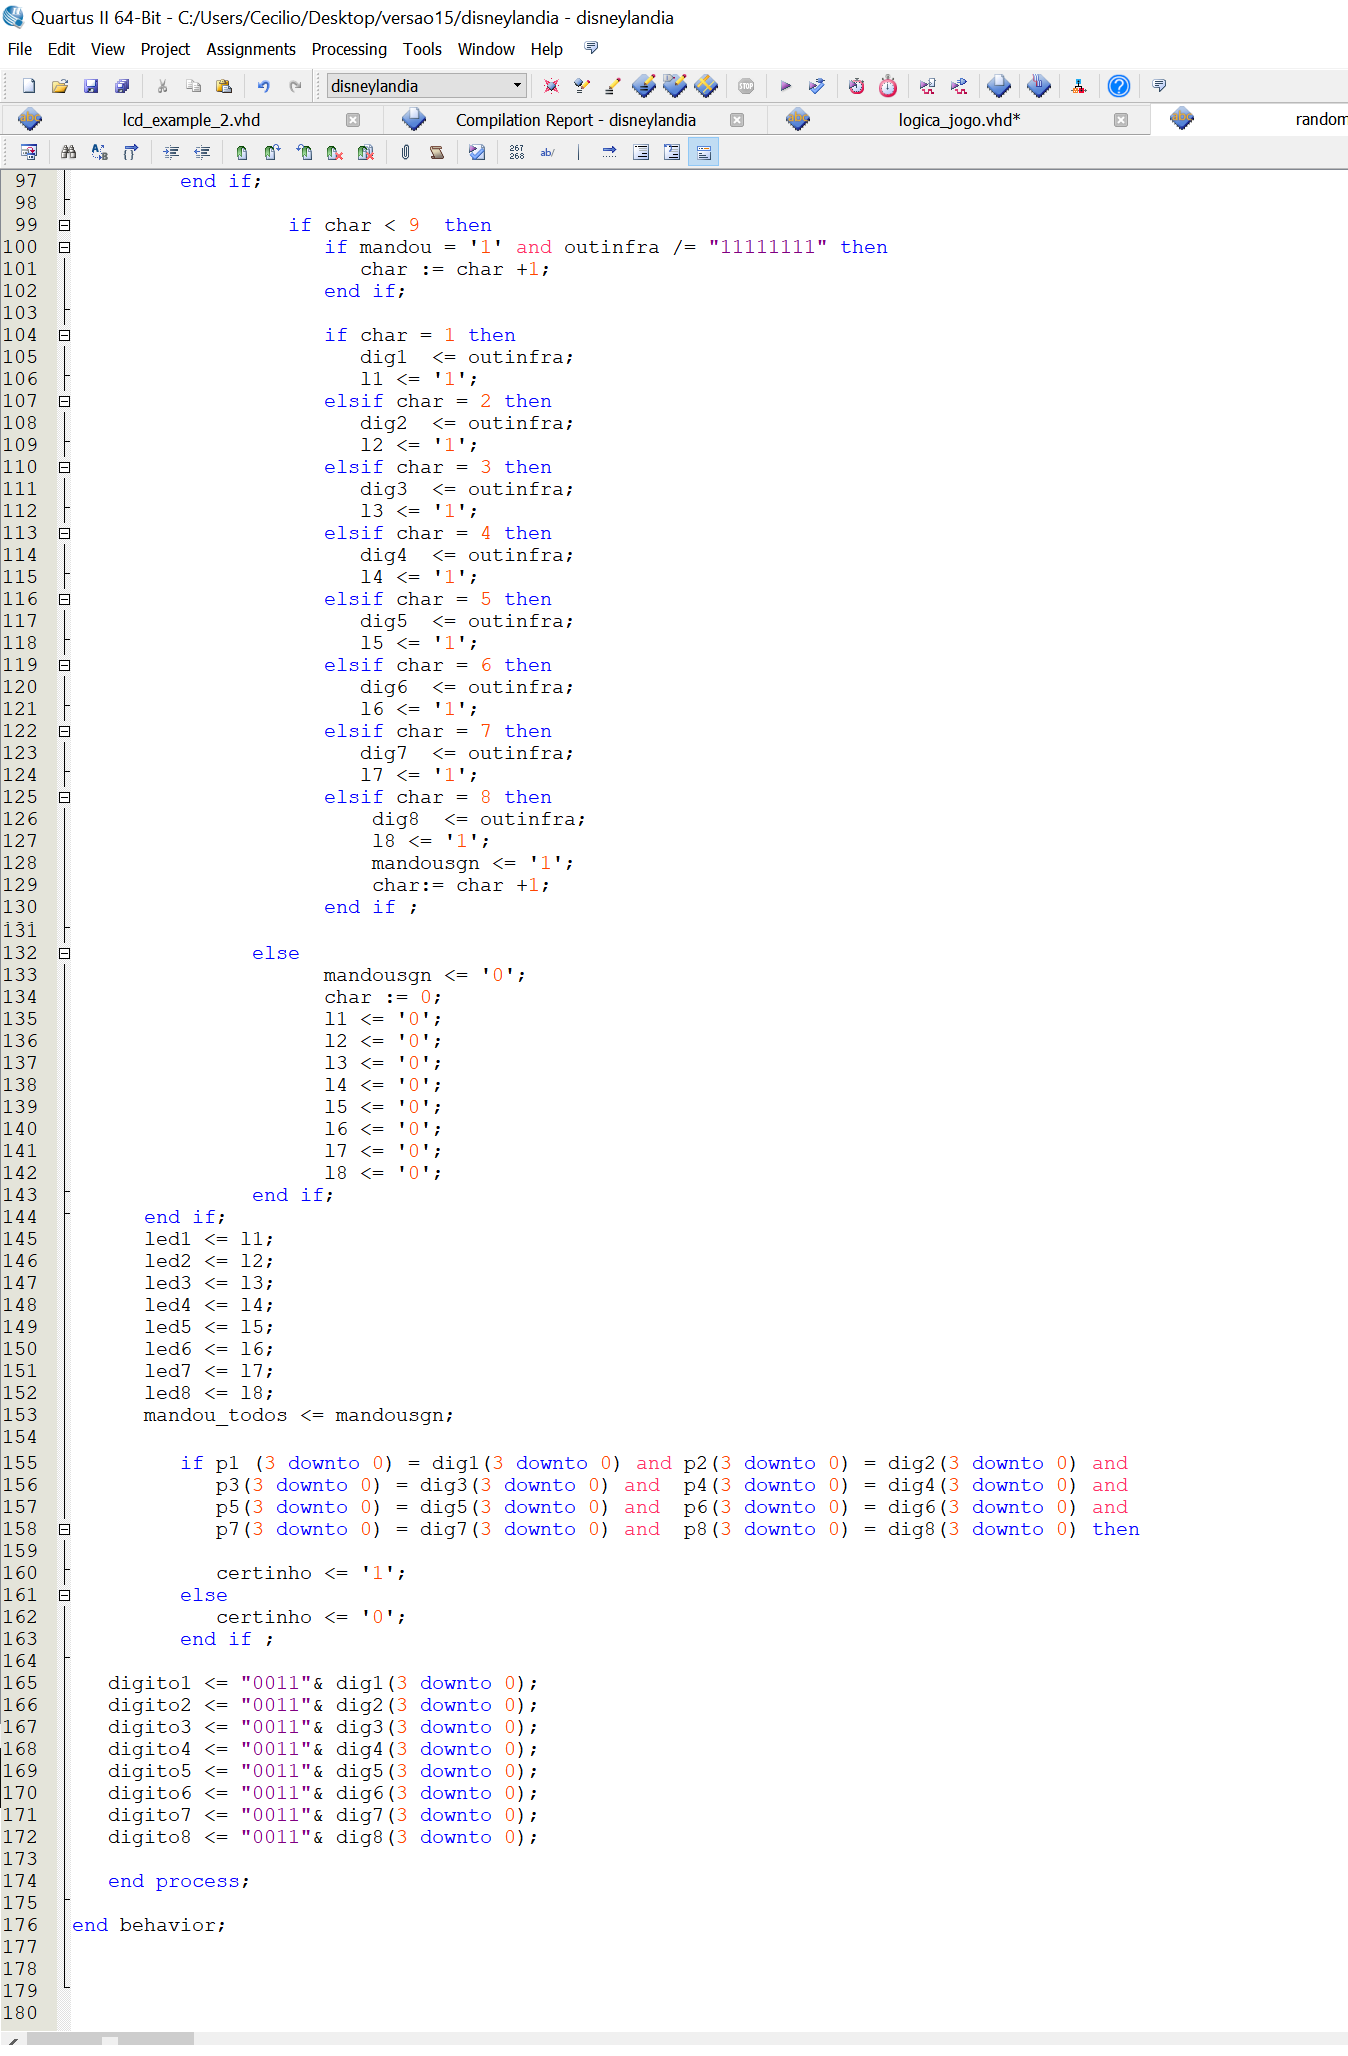 Quartus II 64-Bit - C:/Users/Cecilio/Desktop/versao15/disneylandia - disneylandia
File Edit View Project Assignments Processing Tools Window Help
disneylandia
STOP
lcd_example_2.vhd Compilation Report - disneylandia logica_jogo.vhd* random
267 268 ab/
97 end if;
98
99 if char < 9 then
100 if mandou = '1' and outinfra /= "11111111" then
101 char := char +1;
102 end if;
103
104 if char = 1 then
105 dig1 <= outinfra;
106 l1 <= '1';
107 elsif char = 2 then
108 dig2 <= outinfra;
109 l2 <= '1';
110 elsif char = 3 then
111 dig3 <= outinfra;
112 l3 <= '1';
113 elsif char = 4 then
114 dig4 <= outinfra;
115 l4 <= '1';
116 elsif char = 5 then
117 dig5 <= outinfra;
118 l5 <= '1';
119 elsif char = 6 then
120 dig6 <= outinfra;
121 l6 <= '1';
122 elsif char = 7 then
123 dig7 <= outinfra;
124 l7 <= '1';
125 elsif char = 8 then
126 dig8 <= outinfra;
127 l8 <= '1';
128 mandousgn <= '1';
129 char:= char +1;
130 end if ;
131
132 else
133 mandousgn <= '0';
134 char := 0;
135 l1 <= '0';
136 l2 <= '0';
137 l3 <= '0';
138 l4 <= '0';
139 l5 <= '0';
140 l6 <= '0';
141 l7 <= '0';
142 l8 <= '0';
143 end if;
144 end if;
145 led1 <= l1;
146 led2 <= l2;
147 led3 <= l3;
148 led4 <= l4;
149 led5 <= l5;
150 led6 <= l6;
151 led7 <= l7;
152 led8 <= l8;
153 mandou_todos <= mandousgn;
154
155 if p1 (3 downto 0) = dig1(3 downto 0) and p2(3 downto 0) = dig2(3 downto 0) and
156 p3(3 downto 0) = dig3(3 downto 0) and p4(3 downto 0) = dig4(3 downto 0) and
157 p5(3 downto 0) = dig5(3 downto 0) and p6(3 downto 0) = dig6(3 downto 0) and
158 p7(3 downto 0) = dig7(3 downto 0) and p8(3 downto 0) = dig8(3 downto 0) then
159
160 certinho <= '1';
161 else
162 certinho <= '0';
163 end if ;
164
165 digito1 <= "0011"& dig1(3 downto 0);
166 digito2 <= "0011"& dig2(3 downto 0);
167 digito3 <= "0011"& dig3(3 downto 0);
168 digito4 <= "0011"& dig4(3 downto 0);
169 digito5 <= "0011"& dig5(3 downto 0);
170 digito6 <= "0011"& dig6(3 downto 0);
171 digito7 <= "0011"& dig7(3 downto 0);
172 digito8 <= "0011"& dig8(3 downto 0);
173
174 end process;
175
176 end behavior;
177
178
179
180